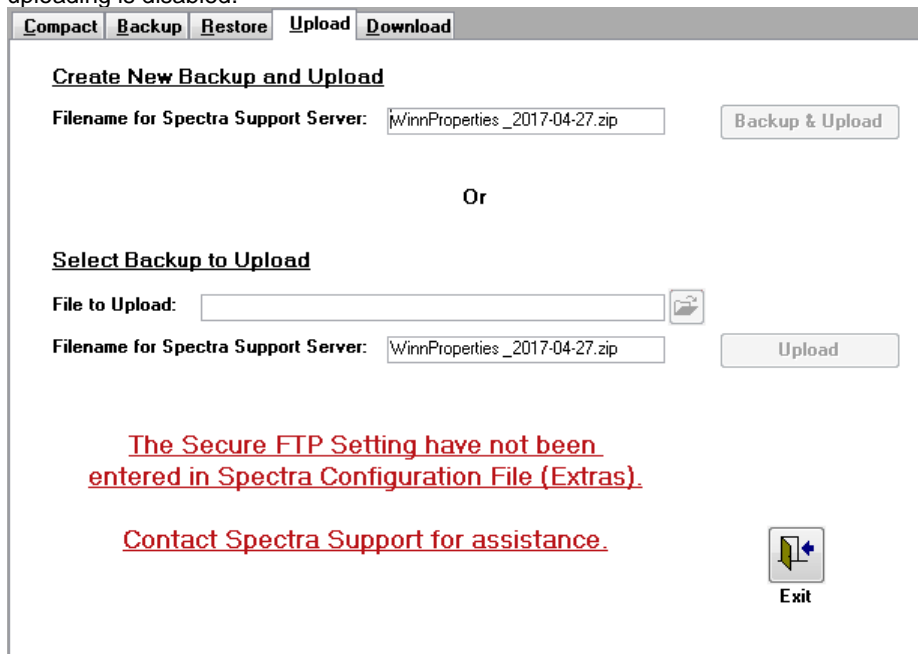 uploading is disabled.
Compact Backup Restore Upload Download
Create New Backup and Upload
Filename for Spectra Support Server: WinnProperties _2017-04-27.zip Backup & Upload
Or
Select Backup to Upload
File to Upload:
Filename for Spectra Support Server: WinnProperties _2017-04-27.zip Upload
The Secure FTP Setting have not been
entered in Spectra Configuration File (Extras).
Contact Spectra Support for assistance.
Exit